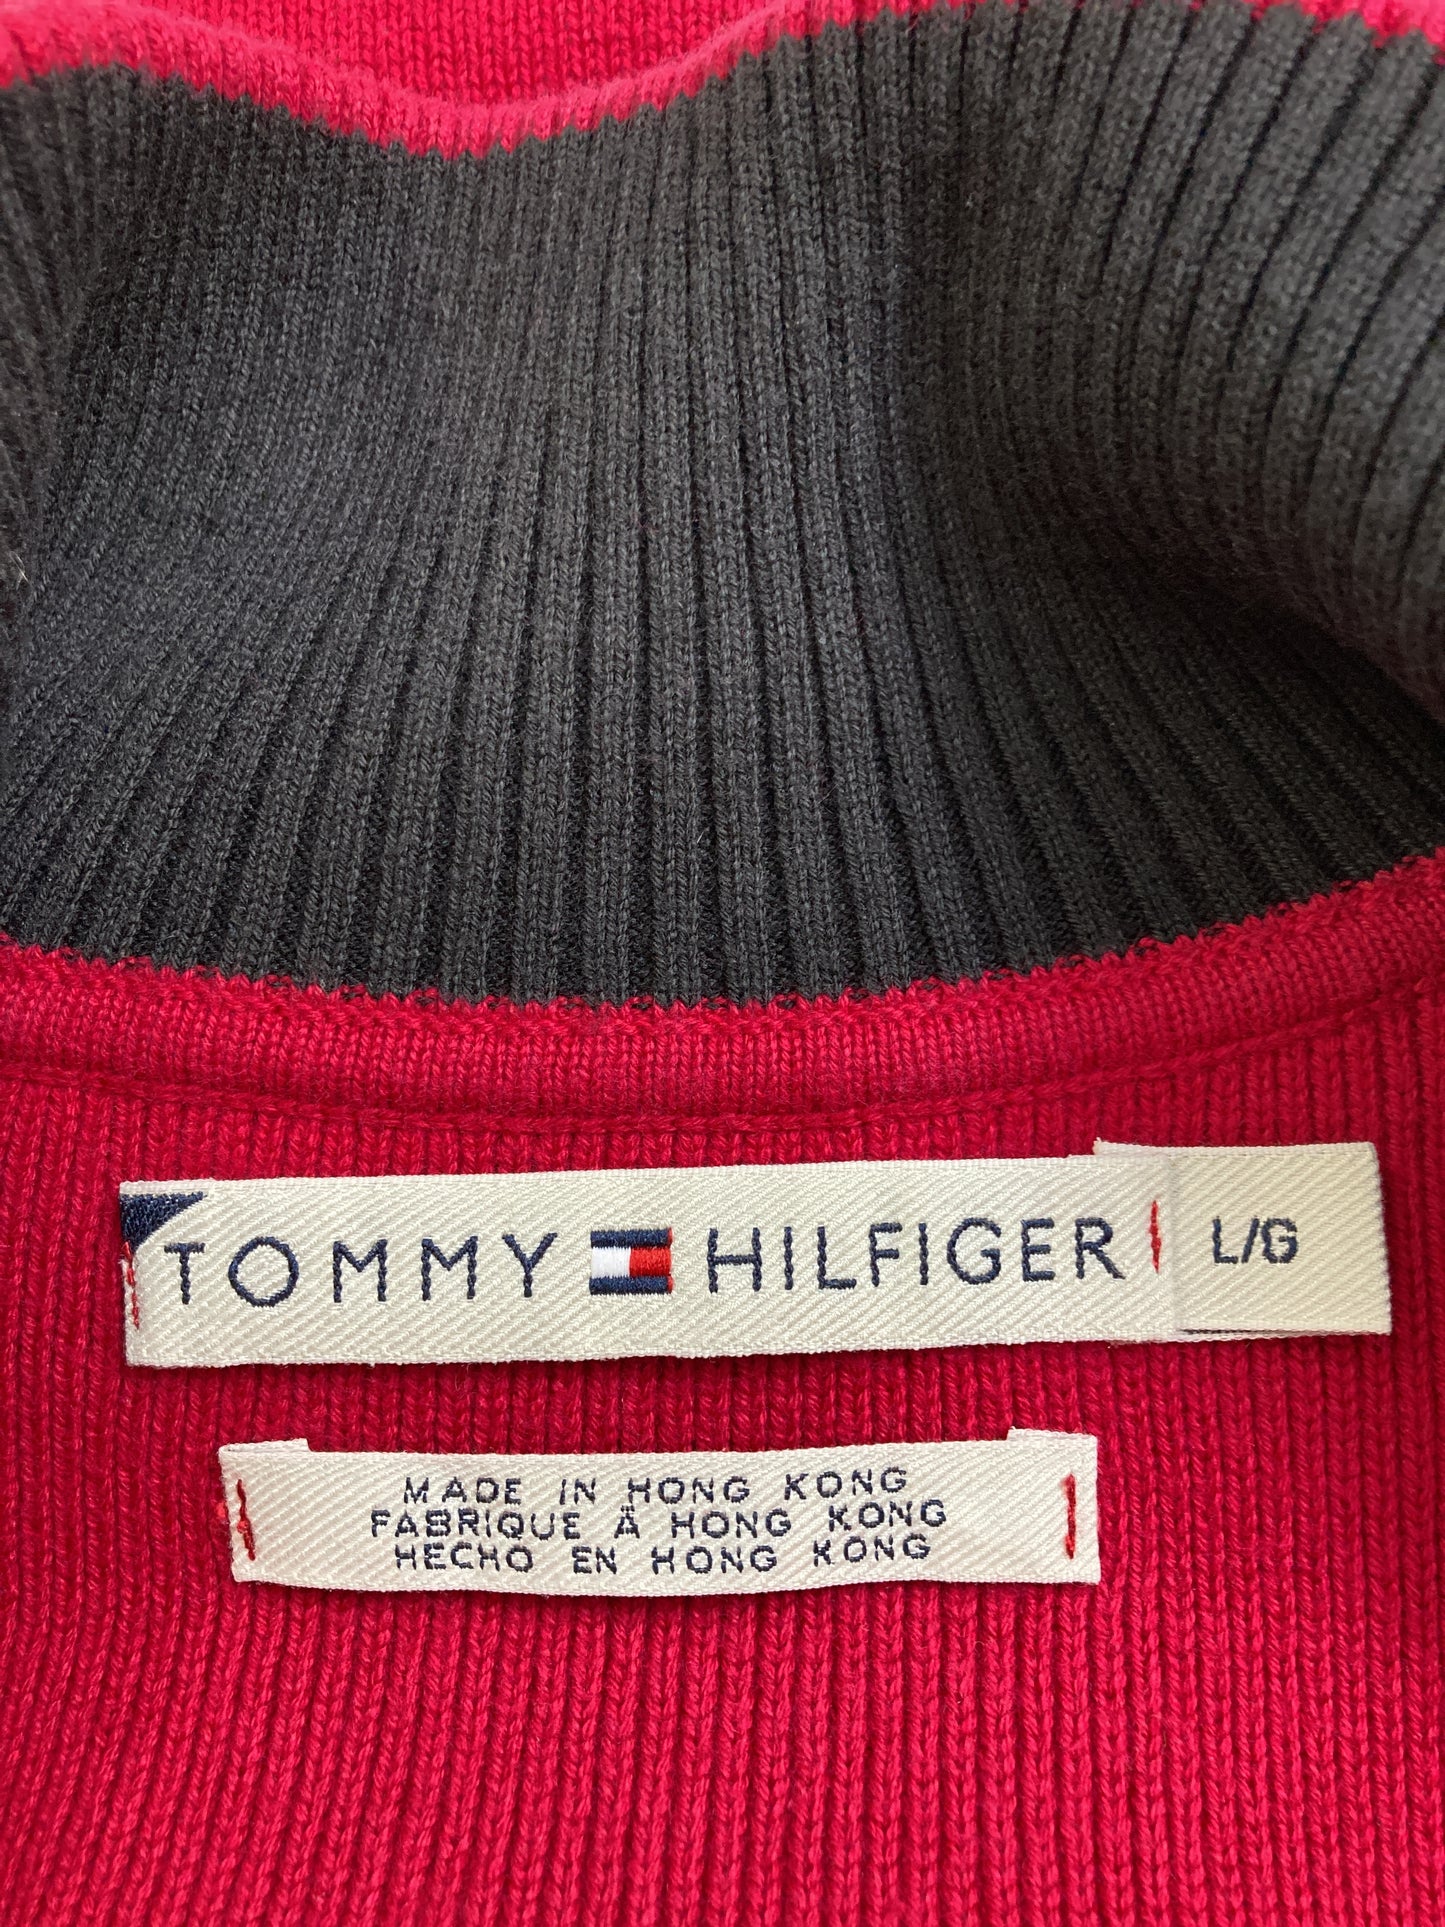 TOMMY HILFIGER L/G
MADE IN HONG KONG
FABRIQUE À HONG KONG
HECHO EN HONG KONG